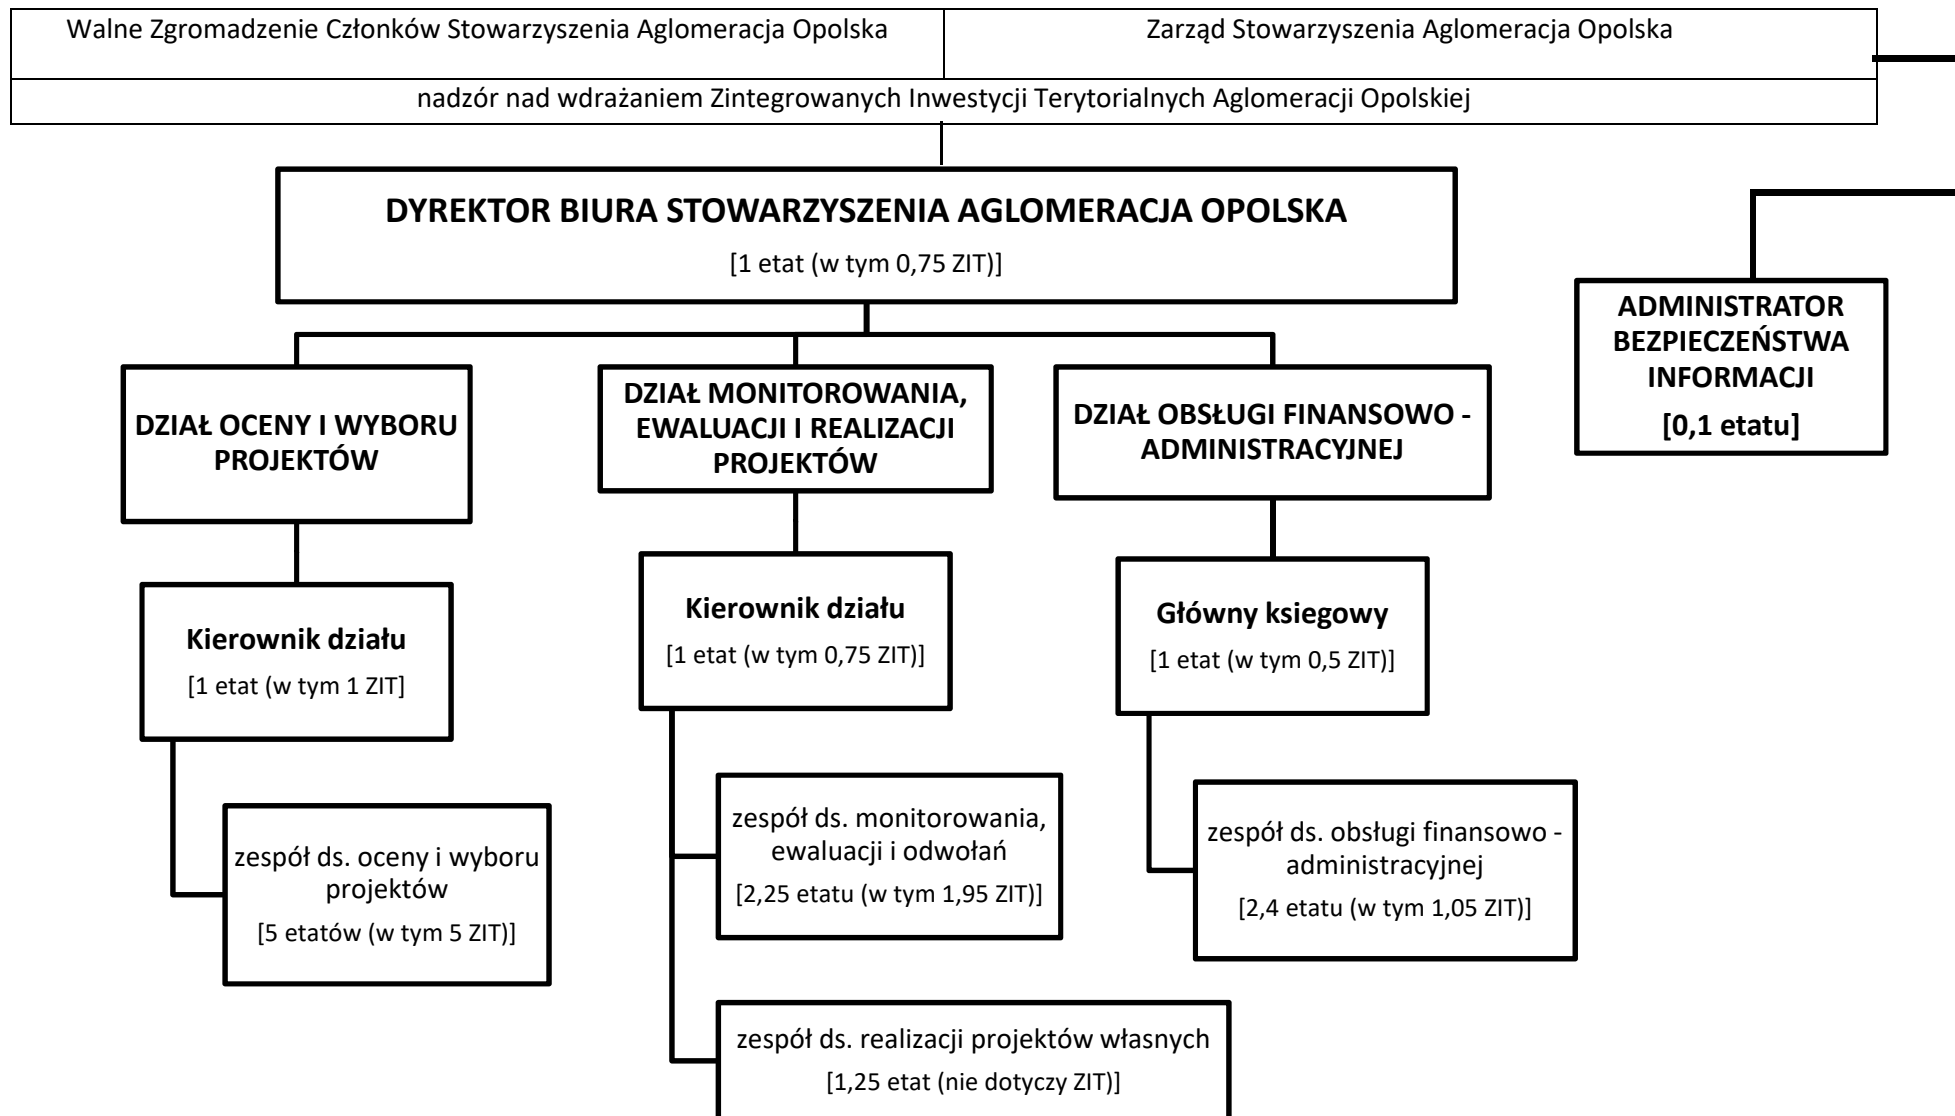 Walne Zgromadzenie Członków Stowarzyszenia Aglomeracja Opolska
Zarząd Stowarzyszenia Aglomeracja Opolska
nadzór nad wdrażaniem Zintegrowanych Inwestycji Terytorialnych Aglomeracji Opolskiej
DYREKTOR BIURA STOWARZYSZENIA AGLOMERACJA OPOLSKA
[1 etat (w tym 0,75 ZIT)]
ADMINISTRATOR
BEZPIECZEŃSTWA
INFORMACJI
[0,1 etatu]
DZIAŁ OCENY I WYBORU
PROJEKTÓW
DZIAŁ MONITOROWANIA,
EWALUACJI I REALIZACJI
PROJEKTÓW
DZIAŁ OBSŁUGI FINANSOWO -
ADMINISTRACYJNEJ
Kierownik działu
[1 etat (w tym 1 ZIT]
Kierownik działu
[1 etat (w tym 0,75 ZIT)]
Główny ksiegowy
[1 etat (w tym 0,5 ZIT)]
zespół ds. oceny i wyboru
projektów
[5 etatów (w tym 5 ZIT)]
zespół ds. monitorowania,
ewaluacji i odwołań
[2,25 etatu (w tym 1,95 ZIT)]
zespół ds. obsługi finansowo -
administracyjnej
[2,4 etatu (w tym 1,05 ZIT)]
zespół ds. realizacji projektów własnych
[1,25 etat (nie dotyczy ZIT)]